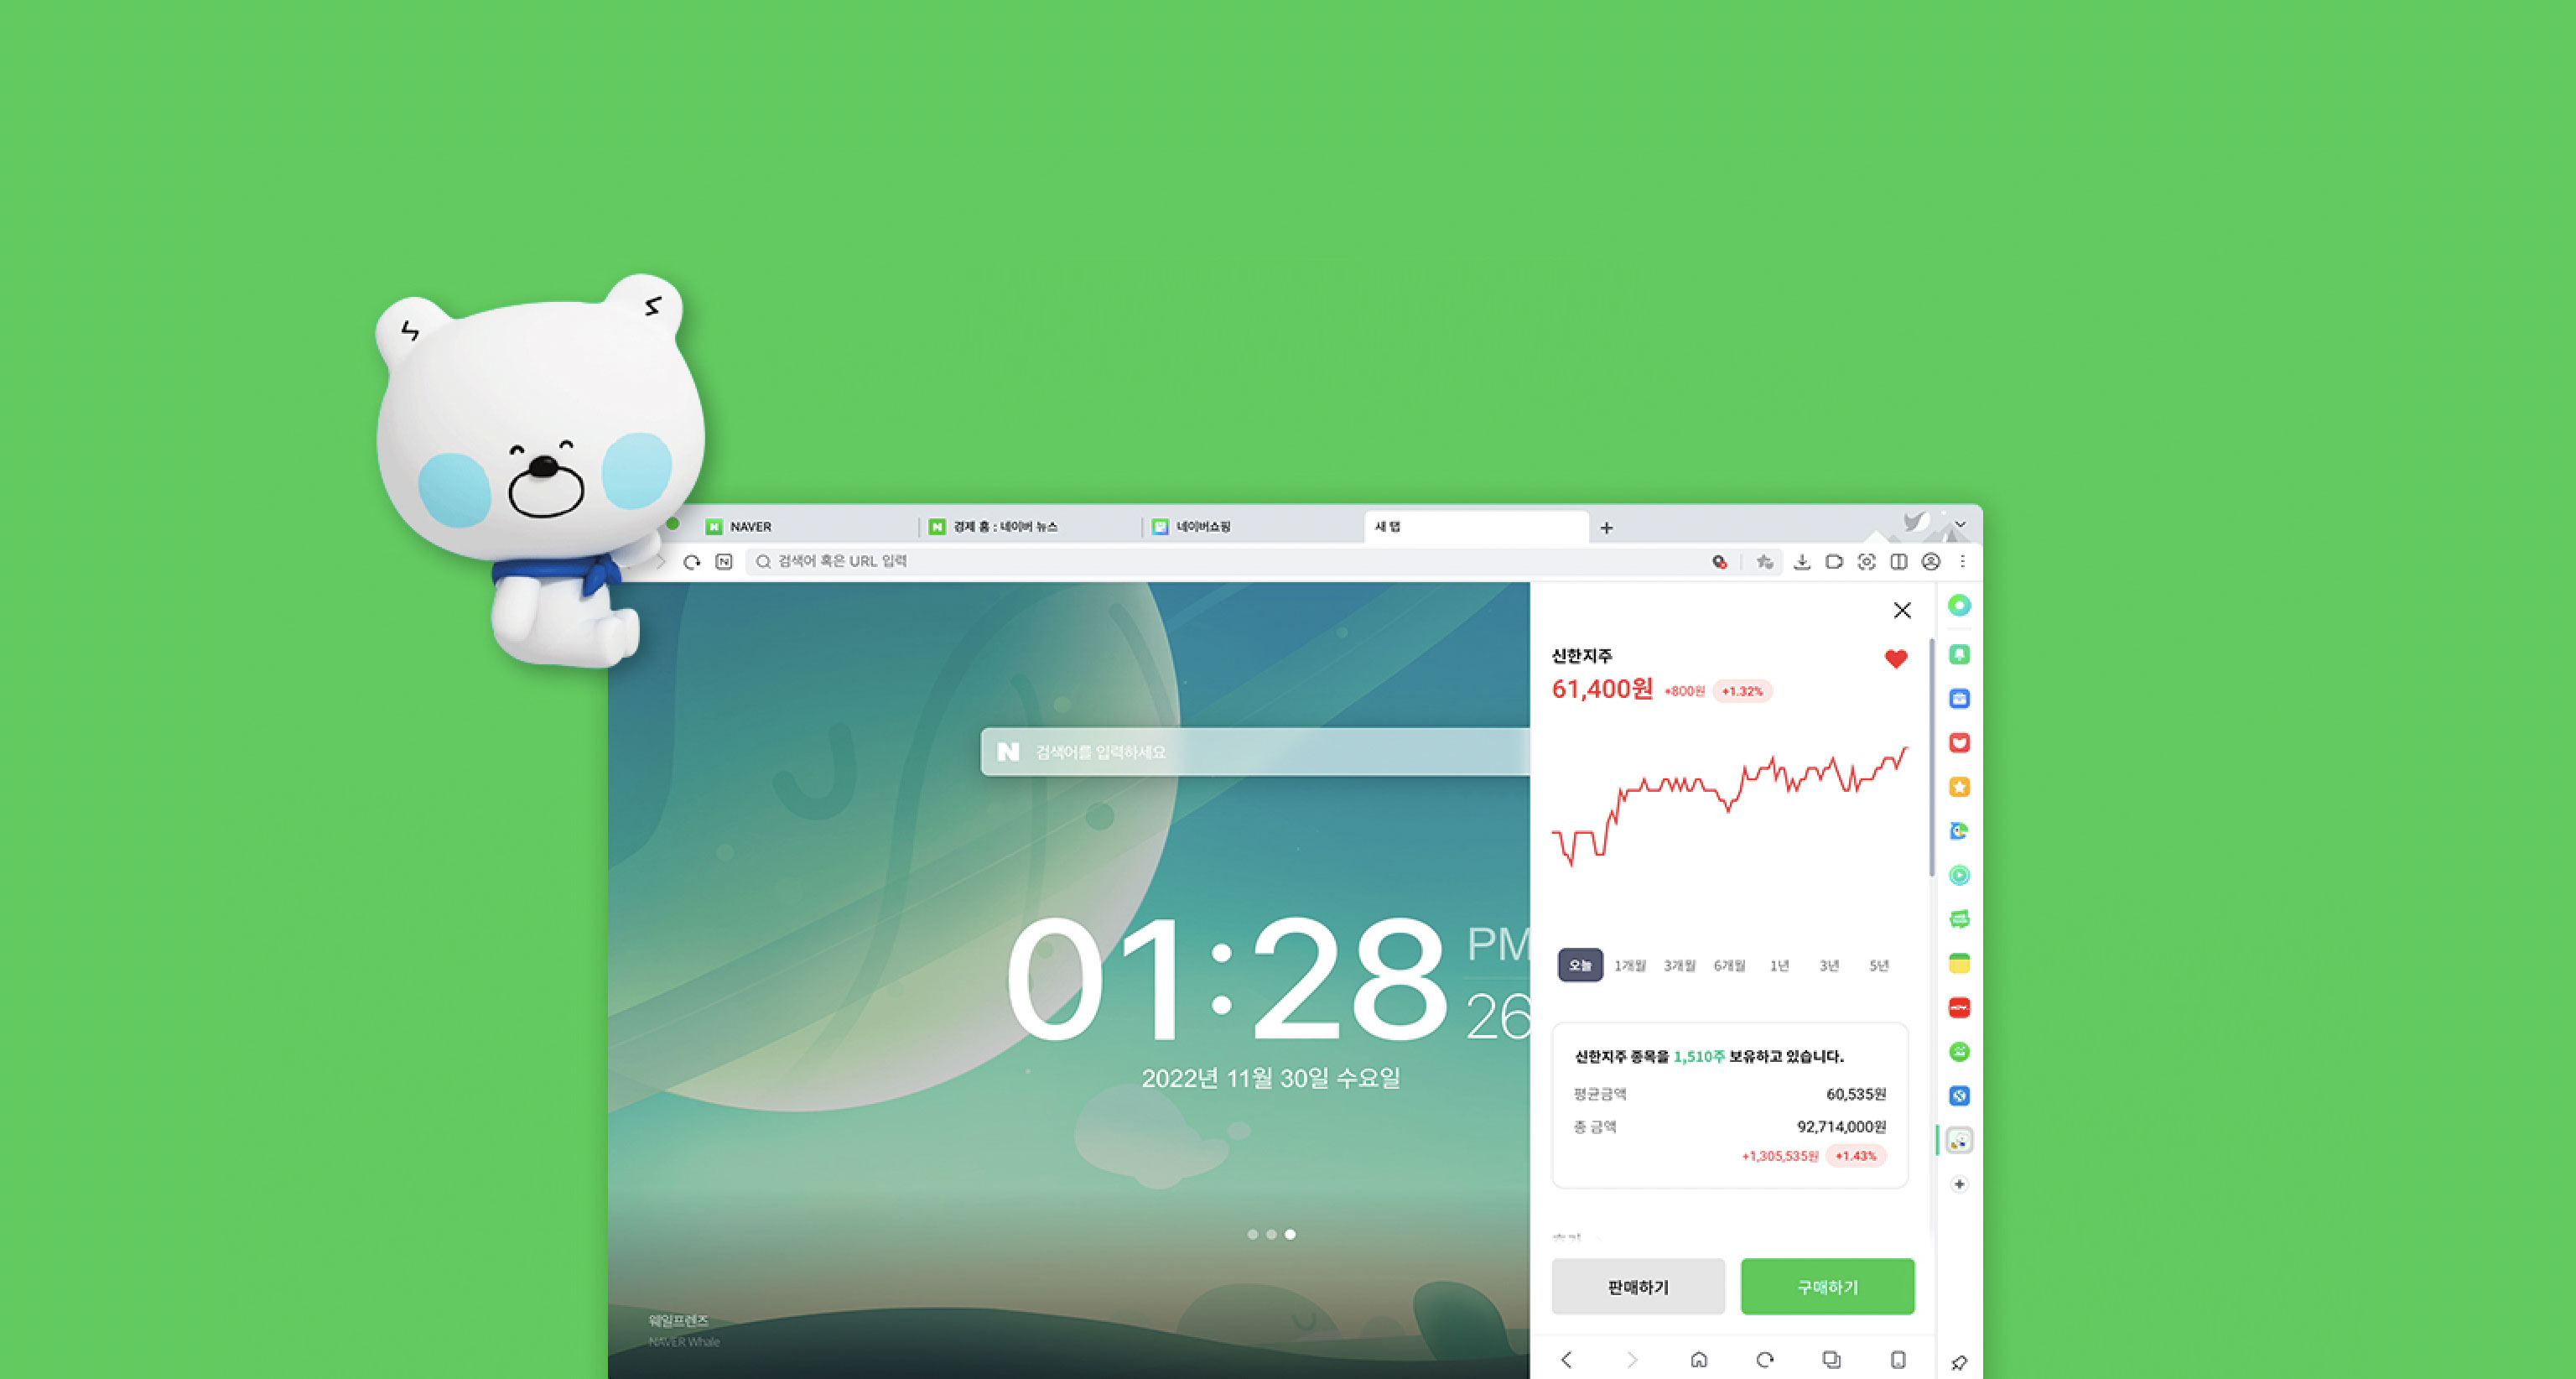 NAVER
경제 홈 : 네이버 뉴스
네이버쇼핑
새 탭
검색어 혹은 URL 입력
N 검색어를 입력하세요
01:28 PM
26
2022년 11월 30일 수요일
웨일프렌즈
NAVER Whale
신한지주
61,400원 +800원 +1.32%
오늘 1개월 3개월 6개월 1년 3년 5년
신한지주 종목을 1,510주 보유하고 있습니다.
평균금액 60,535원
총 금액 92,714,000원
+1,305,535원 +1.43%
판매하기 구매하기